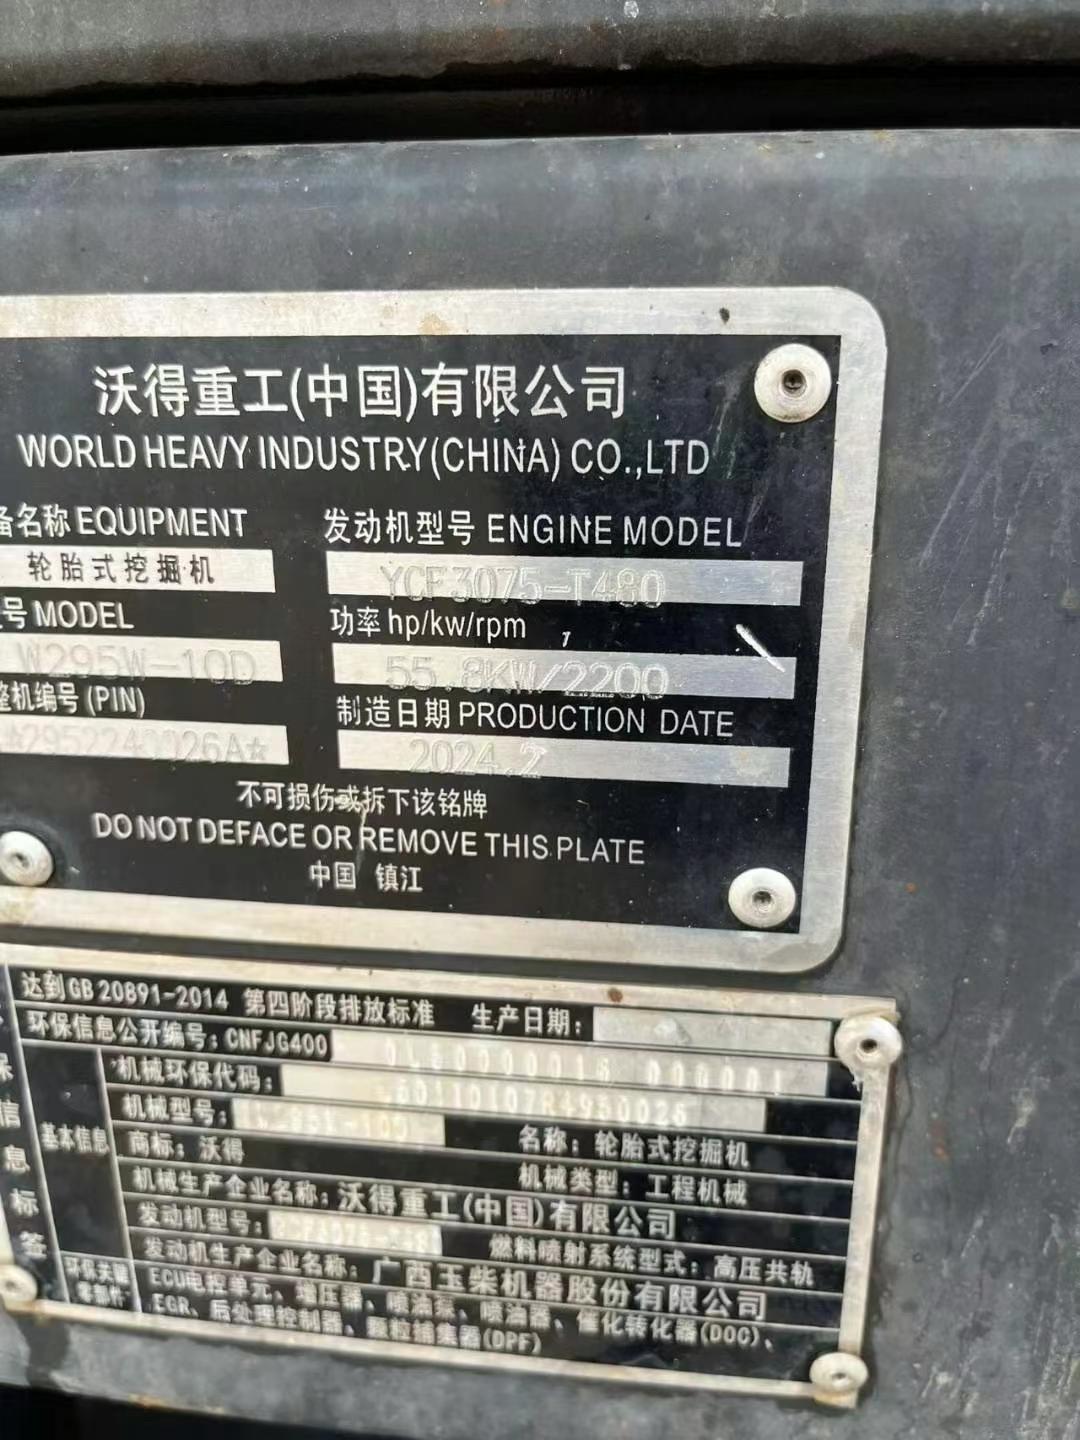 沃得重工(中国)有限公司
WORLD HEAVY INDUSTRY(CHINA) CO.,LTD
备名称 EQUIPMENT 发动机型号 ENGINE MODEL
轮胎式挖掘机 YCF3075-T480
号 MODEL 功率 hp/kw/rpm
W295W-10D 55.8KW/2200
整机编号 (PIN) 制造日期 PRODUCTION DATE
A2952240026A☆ 2024.2
不可损伤或拆下该铭牌
DO NOT DEFACE OR REMOVE THIS PLATE
中国 镇江
达到GB 20891-2014 第四阶段排放标准 生产日期:
环保信息公开编号: CNFJG400 000001
机械环保代码:
机械型号: 名称: 轮胎式挖掘机
基本信息 商标: 沃得 机械类型: 工程机械
机械生产企业名称: 沃得重工(中国)有限公司
发动机型号: 燃料喷射系统型式: 高压共轨
发动机生产企业名称: 广西玉柴机器股份有限公司
ECU电控单元、增压器、喷油泵、喷油器、催化转化器(DOC)、
EGR、后处理控制器、颗粒捕集器(DPF)
保信息标签